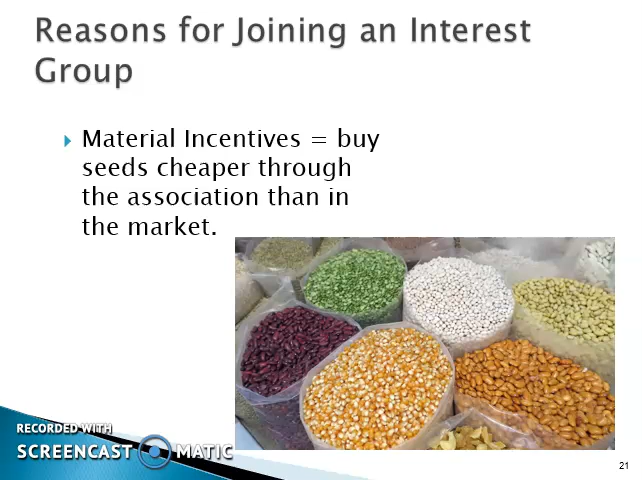 Reasons for Joining an Interest
Group
Material Incentives = buy
seeds cheaper through
the association than in
the market.
RECORDED WITH
SCREENCAST MATIC
21